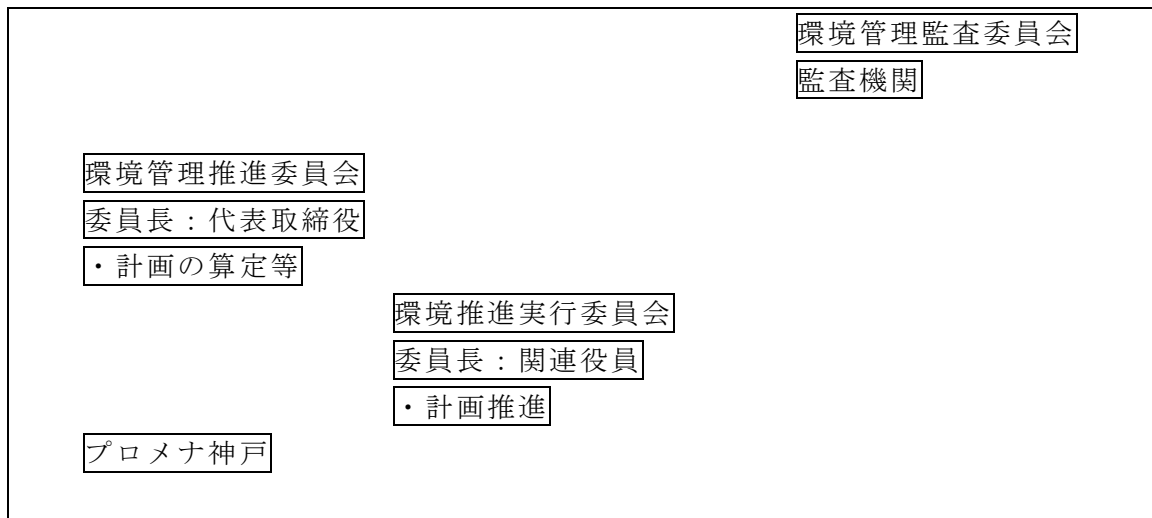 環境管理監査委員会
監査機関
環境管理推進委員会
委員長：代表取締役
・計画の算定等
環境推進実行委員会
委員長：関連役員
・計画推進
プロメナ神戸